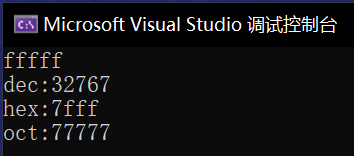 C:\ Microsoft Visual Studio 调试控制台
fffff
dec:32767
hex:7fff
oct:77777